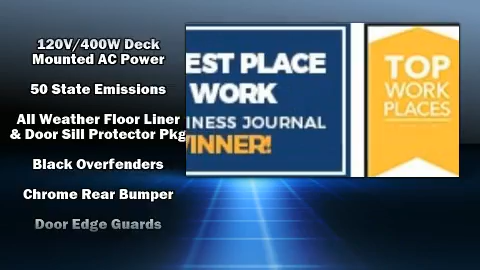 120V/400W Deck
Mounted AC Power
50 State Emissions
All Weather Floor Liner
& Door Sill Protector Pkg
Black Overfenders
Chrome Rear Bumper
Door Edge Guards
EST PLACE
WORK
INESS JOURNAL
INNER!
TOP
WORK
PLACES